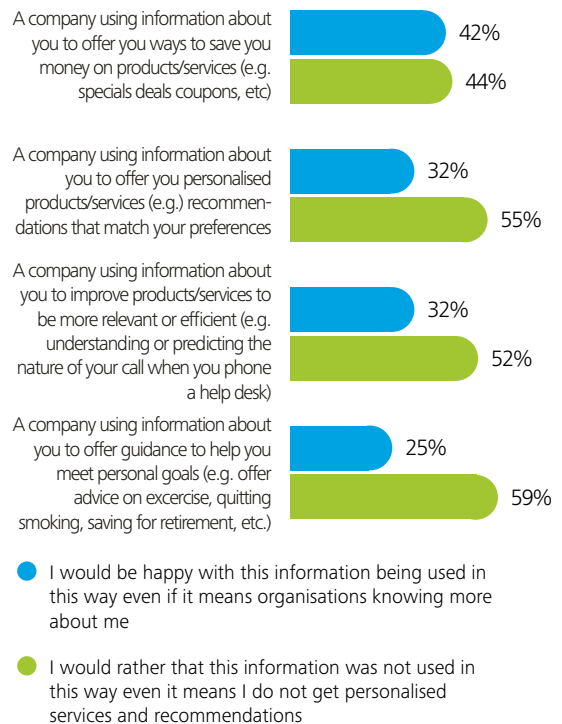 A company using information about
you to offer you ways to save you
money on products/services (e.g.
specials deals coupons, etc)
42%
44%
A company using information about
you to offer you personalised
products/services (e.g.) recommen-
dations that match your preferences
32%
55%
A company using information about
you to improve products/services to
be more relevant or efficient (e.g.
understanding or predicting the
nature of your call when you phone
a help desk)
32%
52%
A company using information about
you to offer guidance to help you
meet personal goals (e.g. offer
advice on excercise, quitting
smoking, saving for retirement, etc.)
25%
59%
I would be happy with this information being used in
this way even if it means organisations knowing more
about me
I would rather that this information was not used in
this way even it means I do not get personalised
services and recommendations